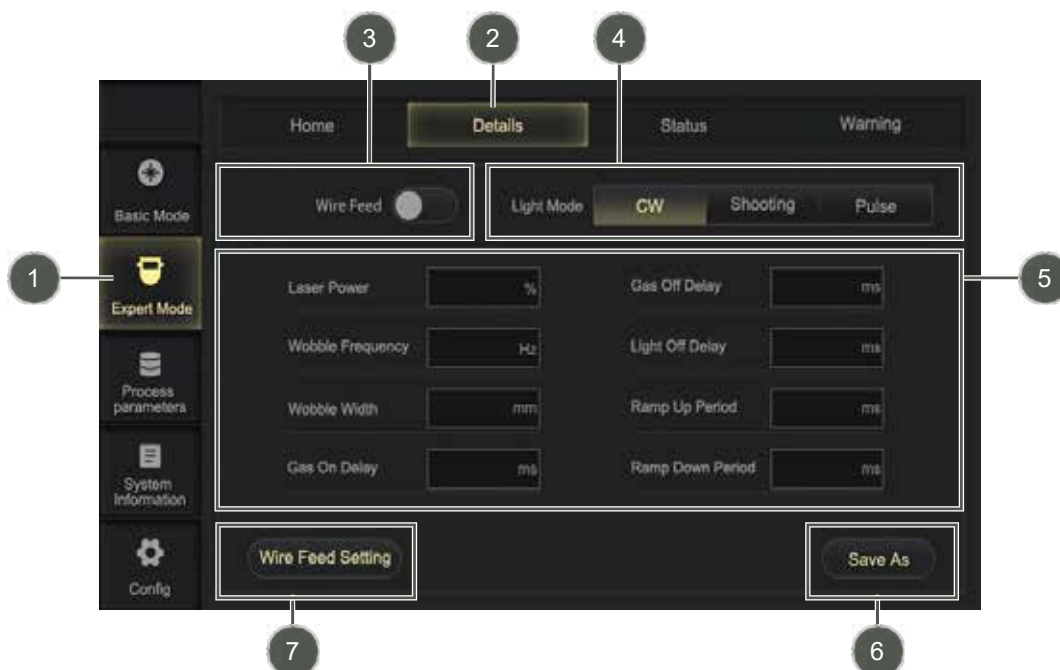 3
2
4
Home
Details
Status
Warning
Basic Mode
Wire Feed
Light Mode
CW
Shooting
Pulse
1
Expert Mode
5
Laser Power
%
Gas Off Delay
ms
Wobble Frequency
Hz
Light Off Delay
ms
Process
parameters
Wobble Width
mm
Ramp Up Period
ms
System
Information
Gas On Delay
ms
Ramp Down Period
ms
Config
Wire Feed Setting
Save As
7
6